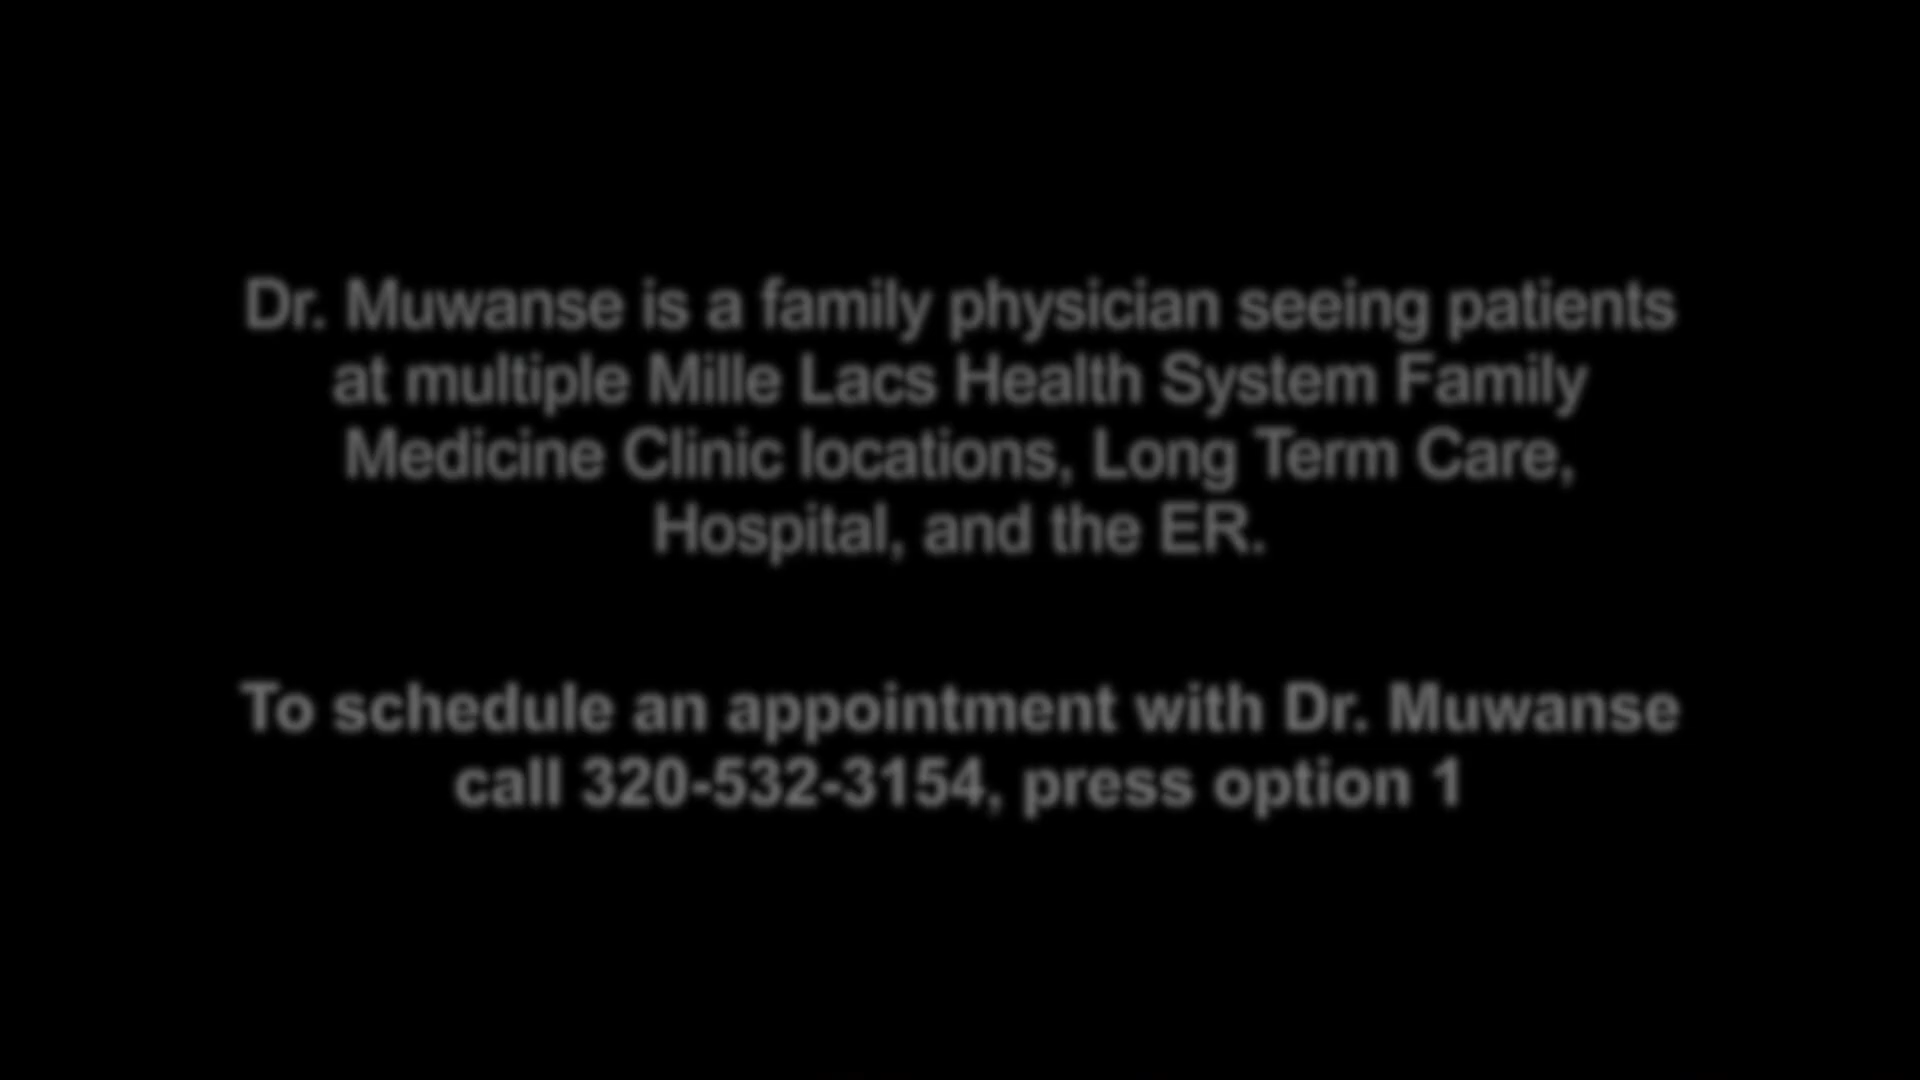 Dr. Muwanse is a family physician seeing patients
at multiple Mille Lacs Health System Family
Medicine Clinic locations, Long Term Care,
Hospital, and the ER.
To schedule an appointment with Dr. Muwanse
call 320-532-3154, press option 1